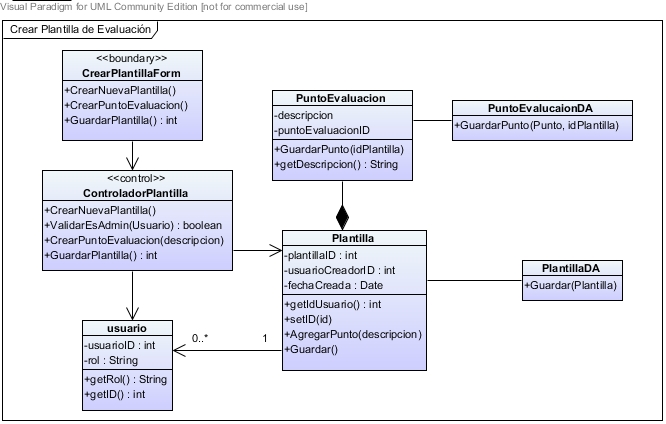 Visual Paradigm for UML Community Edition [not for commercial use]
Crear Plantilla de Evaluación
<<boundary>>
CrearPlantillaForm
+CrearNuevaPlantilla()
+CrearPuntoEvaluacion()
+GuardarPlantilla() : int
PuntoEvaluacion
-descripcion
-puntoEvaluacionID
+GuardarPunto(idPlantilla)
+getDescripcion() : String
PuntoEvalucaionDA
+GuardarPunto(Punto, idPlantilla)
<<control>>
ControladorPlantilla
+CrearNuevaPlantilla()
+ValidarEsAdmin(Usuario) : boolean
+CrearPuntoEvaluacion(descripcion)
+GuardarPlantilla() : int
Plantilla
-plantillaID : int
-usuarioCreadorID : int
-fechaCreada : Date
+getIdUsuario() : int
+setID(id)
+AgregarPunto(descripcion)
+Guardar()
PlantillaDA
+Guardar(Plantilla)
usuario
-usuarioID : int
-rol : String
+getRol() : String
+getID() : int
0..*
1